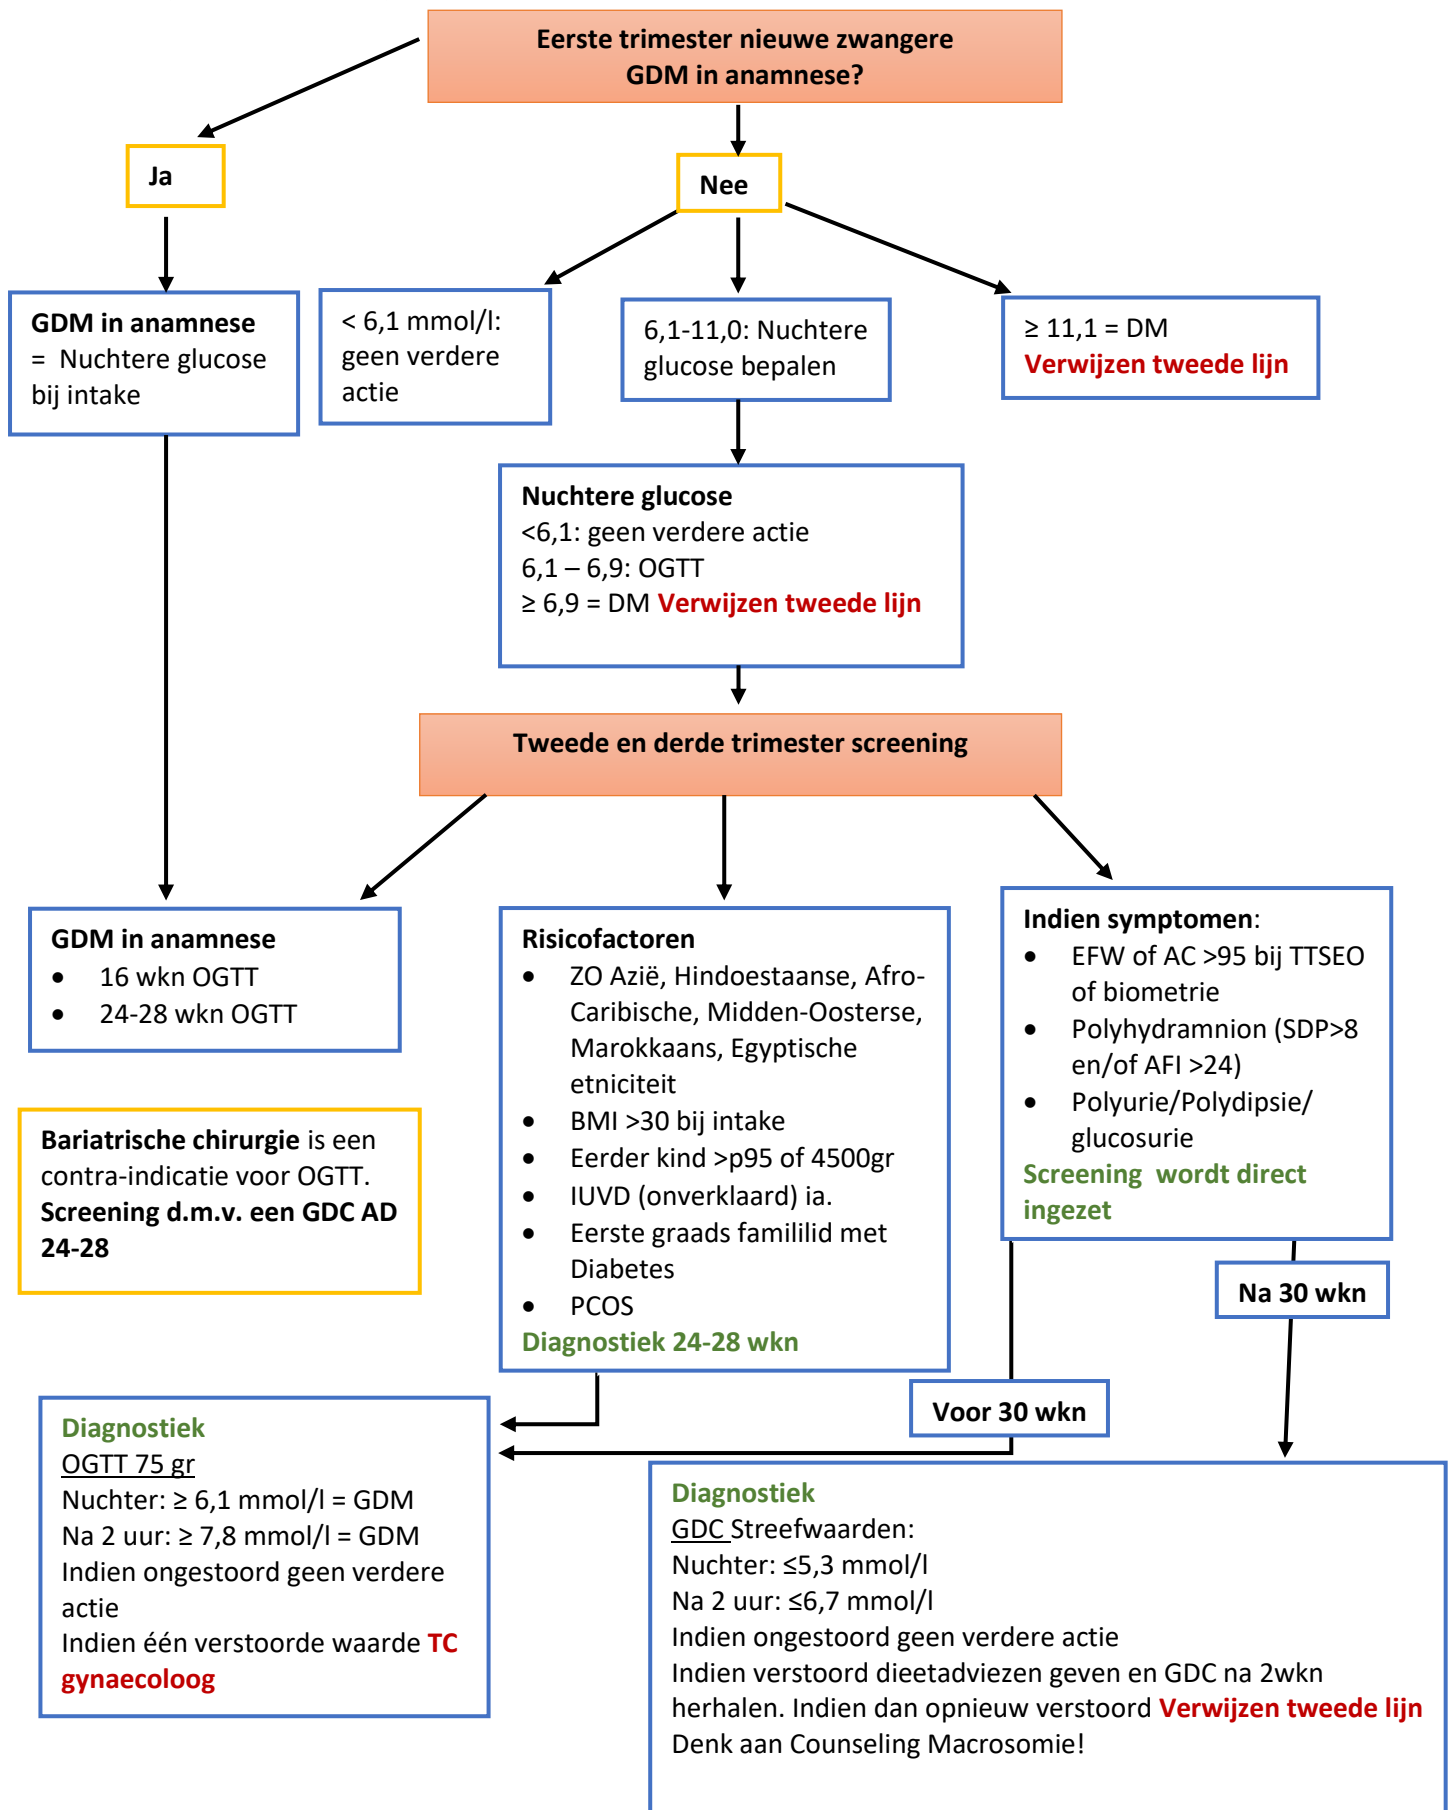 Eerste trimester nieuwe zwangere
GDM in anamnese?
Ja
Nee
GDM in anamnese
= Nuchtere glucose
bij intake
< 6,1 mmol/l:
geen verdere
actie
6,1-11,0: Nuchtere
glucose bepalen
≥ 11,1 = DM
Verwijzen tweede lijn
Nuchtere glucose
<6,1: geen verdere actie
6,1 – 6,9: OGTT
≥ 6,9 = DM Verwijzen tweede lijn
Tweede en derde trimester screening
GDM in anamnese
• 16 wkn OGTT
• 24-28 wkn OGTT
Bariatrische chirurgie is een
contra-indicatie voor OGTT.
Screening d.m.v. een GDC AD
24-28
Risicofactoren
• ZO Azië, Hindoestaanse, Afro-
Caribische, Midden-Oosterse,
Marokkaans, Egyptische
etniciteit
• BMI >30 bij intake
• Eerder kind >p95 of 4500gr
• IUVD (onverklaard) ia.
• Eerste graads famililid met
Diabetes
• PCOS
Diagnostiek 24-28 wkn
Indien symptomen:
• EFW of AC >95 bij TTSEO
of biometrie
• Polyhydramnion (SDP>8
en/of AFI >24)
• Polyurie/Polydipsie/
glucosurie
Screening wordt direct
ingezet
Na 30 wkn
Voor 30 wkn
Diagnostiek
OGTT 75 gr
Nuchter: ≥ 6,1 mmol/l = GDM
Na 2 uur: ≥ 7,8 mmol/l = GDM
Indien ongestoord geen verdere
actie
Indien één verstoorde waarde TC
gynaecoloog
Diagnostiek
GDC Streefwaarden:
Nuchter: ≤5,3 mmol/l
Na 2 uur: ≤6,7 mmol/l
Indien ongestoord geen verdere actie
Indien verstoord dieetadviezen geven en GDC na 2wkn
herhalen. Indien dan opnieuw verstoord Verwijzen tweede lijn
Denk aan Counseling Macrosomie!